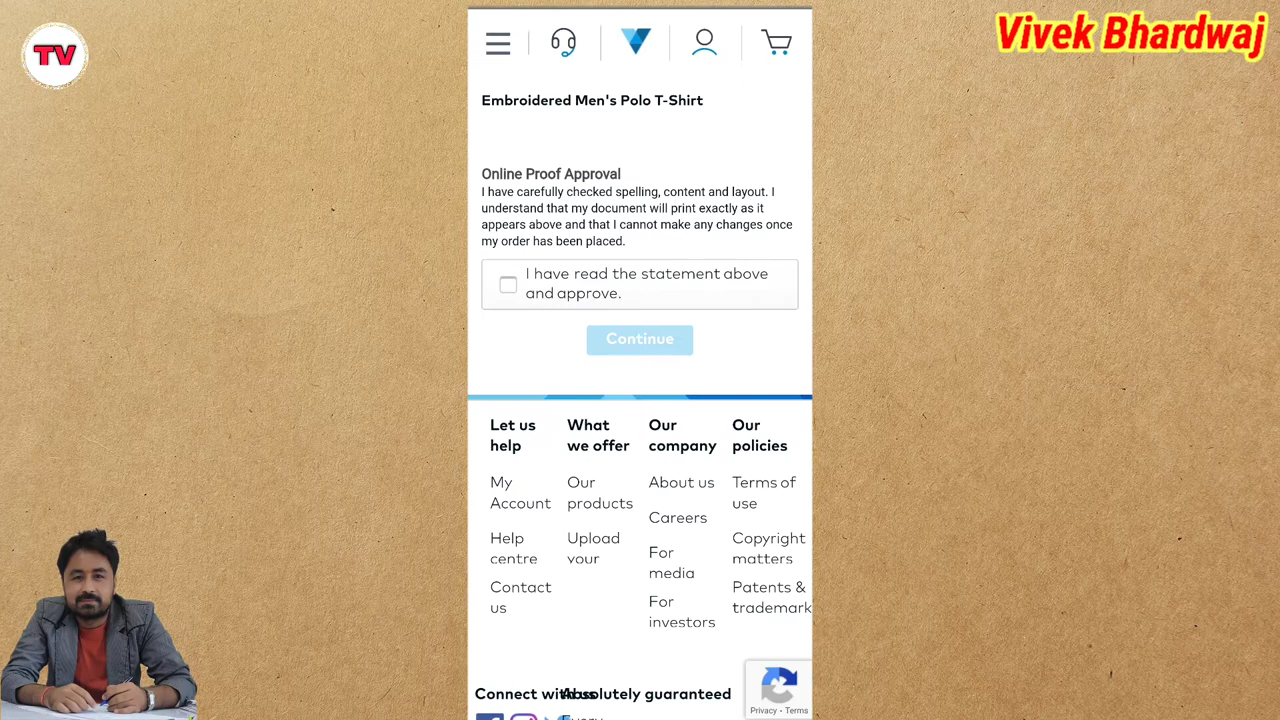 TV
Vivek Bhardwaj
Embroidered Men's Polo T-Shirt
Online Proof Approval
I have carefully checked spelling, content and layout. I
understand that my document will print exactly as it
appears above and that I cannot make any changes once
my order has been placed.
I have read the statement above
and approve.
Continue
Let us
help
My
Account
Help
centre
Contact
us
What
we offer
Our
products
Upload
your
Our
company
About us
Careers
For
media
For
investors
Our
policies
Terms of
use
Copyright
matters
Patents &
trademark
Connect with us
Absolutely guaranteed
Every
Privacy - Terms